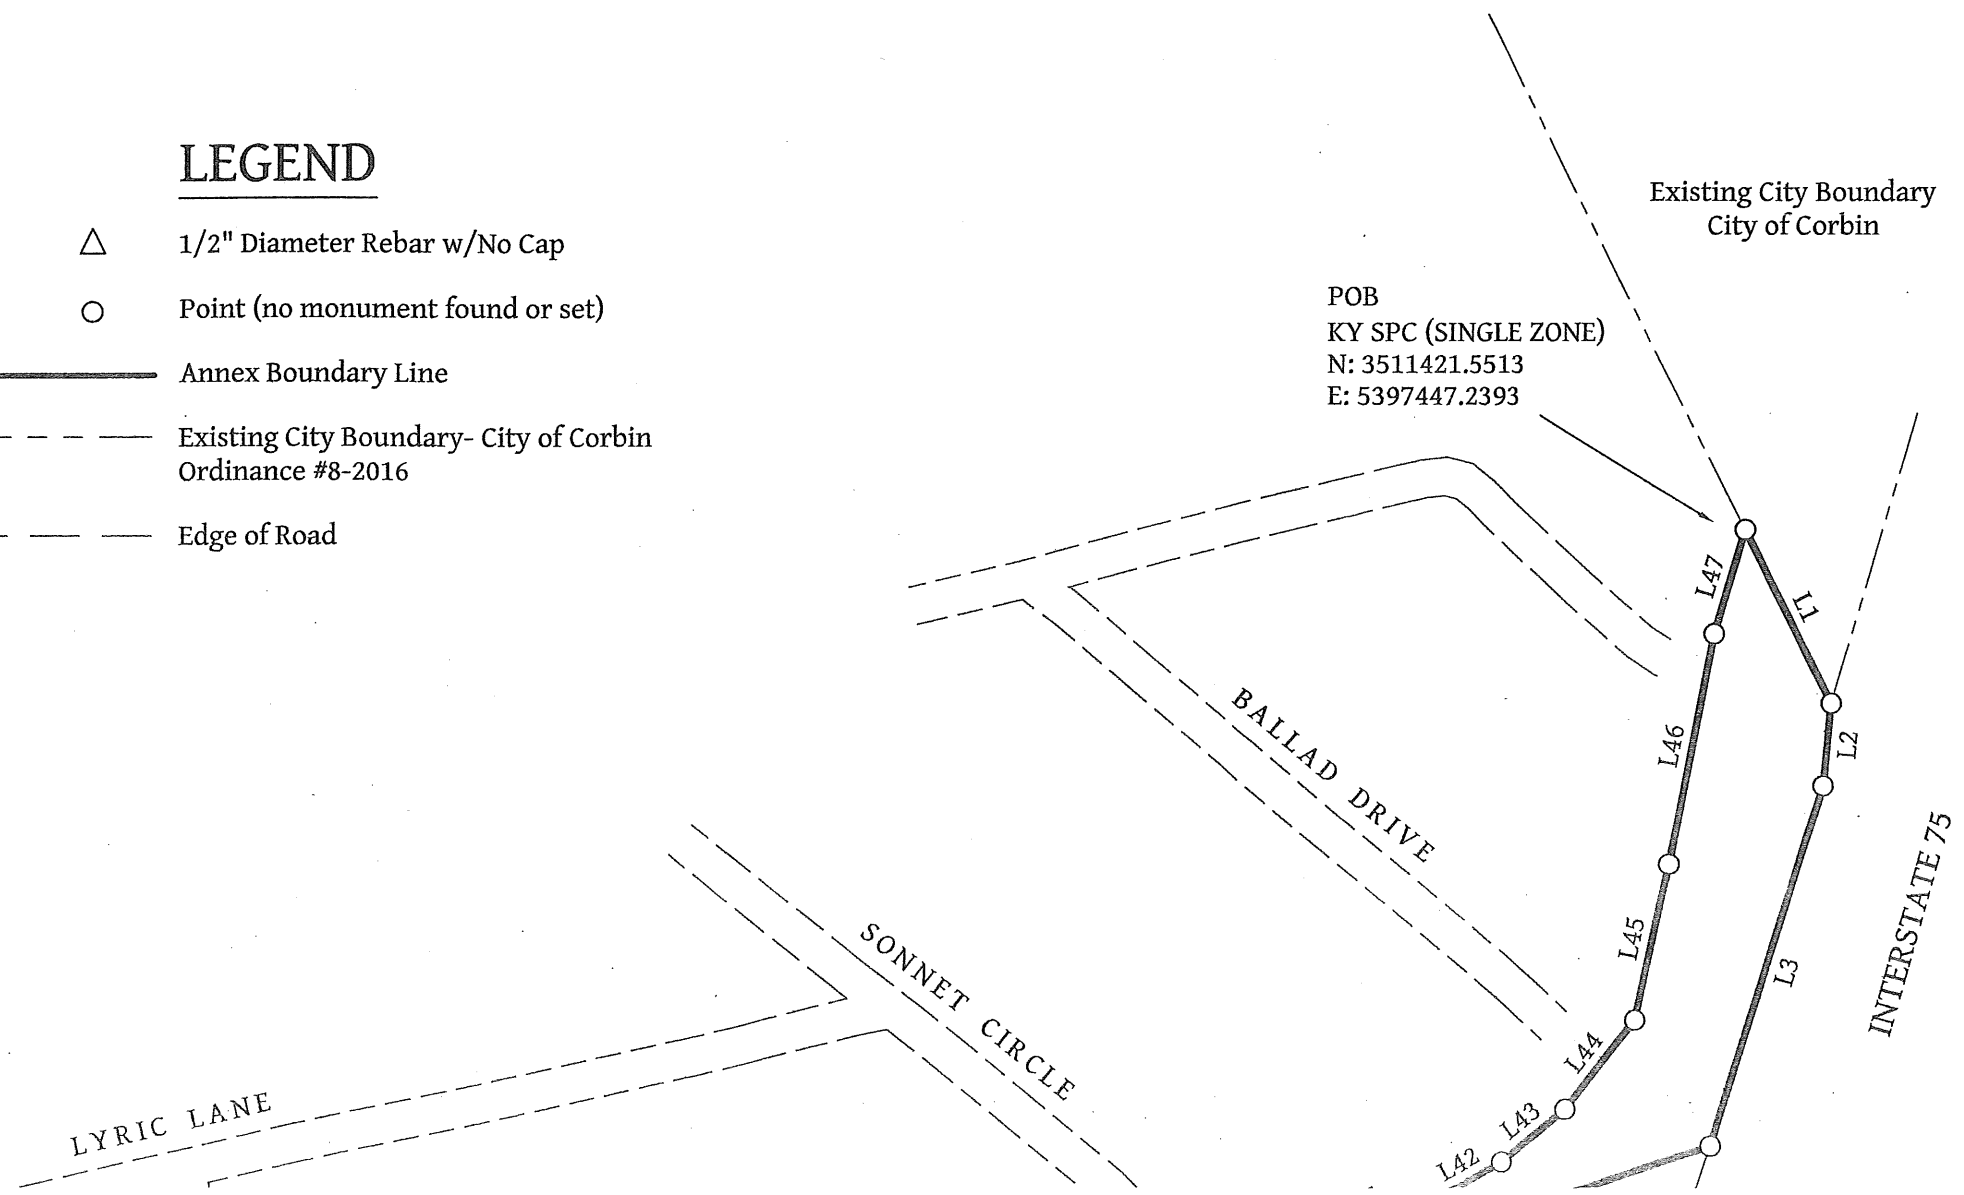 LEGEND
1/2" Diameter Rebar w/No Cap
Point (no monument found or set)
Annex Boundary Line
Existing City Boundary- City of Corbin
Ordinance #8-2016
Edge of Road
Existing City Boundary
City of Corbin
POB
KY SPC (SINGLE ZONE)
N: 3511421.5513
E: 5397447.2393
L47
L1
L46
L2
BALLAD DRIVE
INTERSTATE 75
L45
L3
SONNET CIRCLE
L44
LYRIC LANE
L43
L42